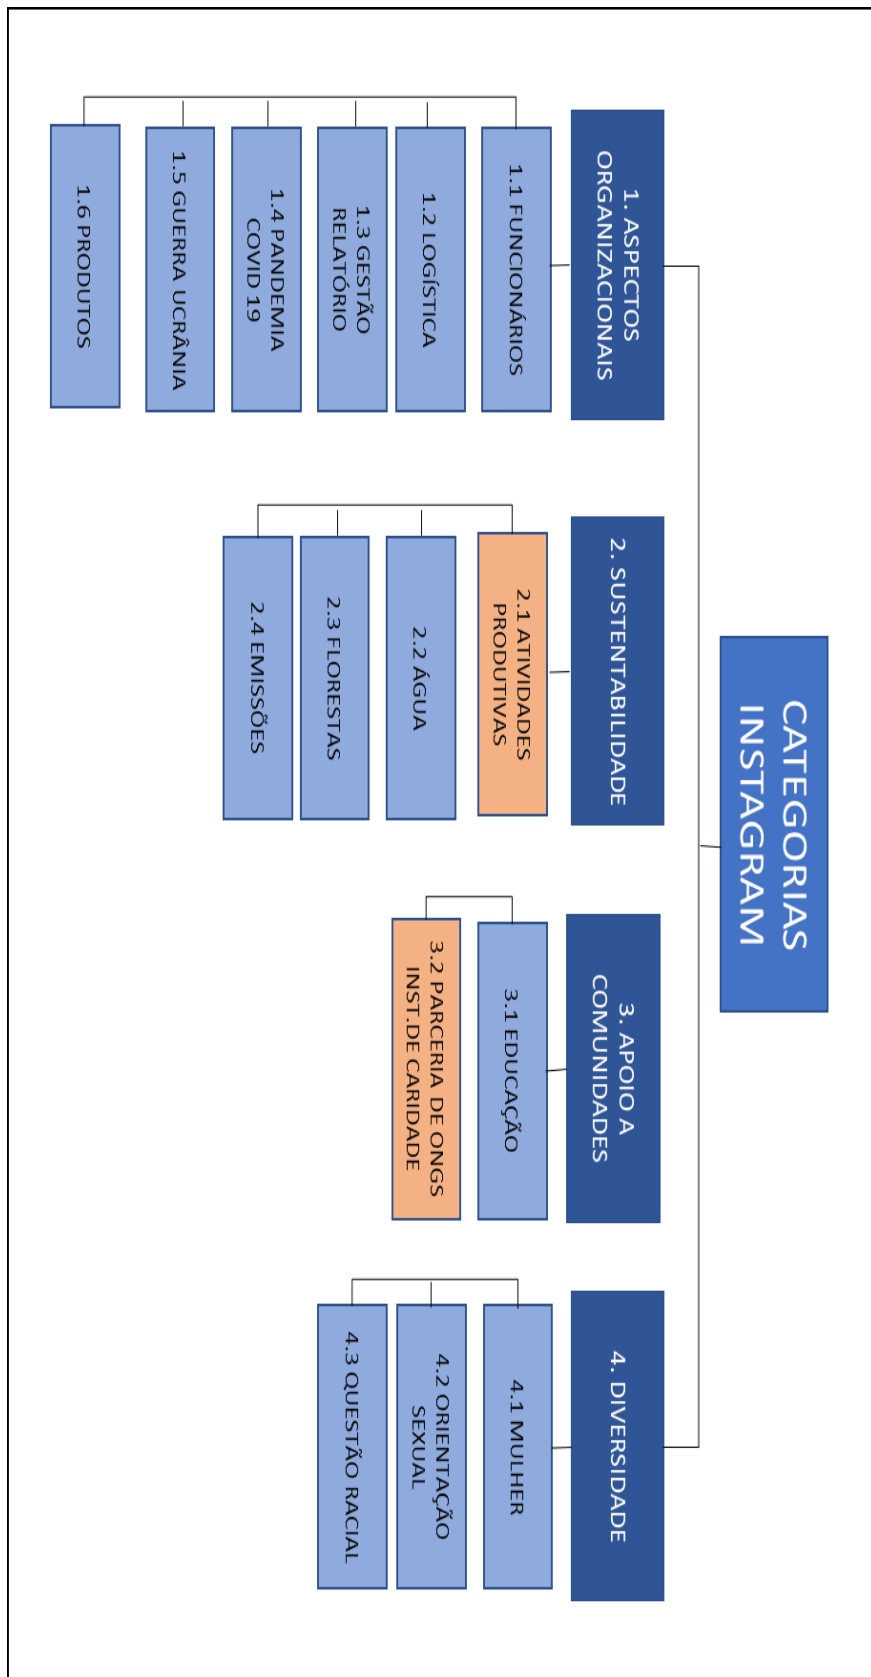 CATEGORIAS
INSTAGRAM
1. ASPECTOS
ORGANIZACIONAIS
1.1 FUNCIONÁRIOS
1.2 LOGÍSTICA
1.3 GESTÃO
RELATÓRIO
1.4 PANDEMIA
COVID 19
1.5 GUERRA UCRÂNIA
1.6 PRODUTOS
2. SUSTENTABILIDADE
2.1 ATIVIDADES
PRODUTIVAS
2.2 ÁGUA
2.3 FLORESTAS
2.4 EMISSÕES
3. APOIO A
COMUNIDADES
3.1 EDUCAÇÃO
3.2 PARCERIA DE ONGS
INST.DE CARIDADE
4. DIVERSIDADE
4.1 MULHER
4.2 ORIENTAÇÃO
SEXUAL
4.3 QUESTÃO RACIAL